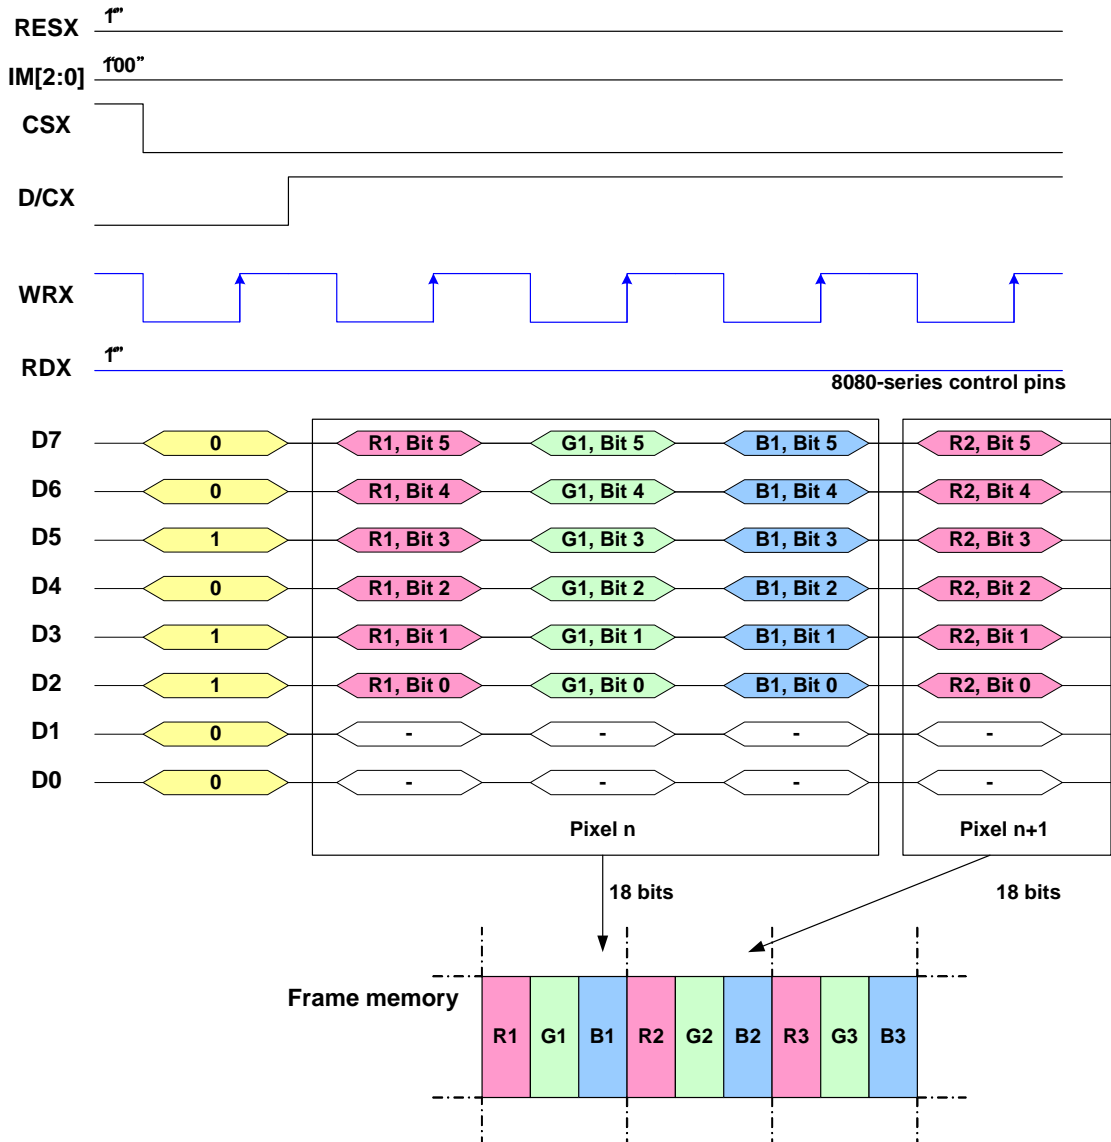 RESX 1"
IM[2:0] 100"
CSX
D/CX
WRX
RDX 1"
8080-series control pins
D7 0 R1, Bit 5 G1, Bit 5 B1, Bit 5 R2, Bit 5
D6 0 R1, Bit 4 G1, Bit 4 B1, Bit 4 R2, Bit 4
D5 1 R1, Bit 3 G1, Bit 3 B1, Bit 3 R2, Bit 3
D4 0 R1, Bit 2 G1, Bit 2 B1, Bit 2 R2, Bit 2
D3 1 R1, Bit 1 G1, Bit 1 B1, Bit 1 R2, Bit 1
D2 1 R1, Bit 0 G1, Bit 0 B1, Bit 0 R2, Bit 0
D1 0 - - - -
D0 0 - - - -
Pixel n Pixel n+1
18 bits 18 bits
Frame memory
R1 G1 B1 R2 G2 B2 R3 G3 B3